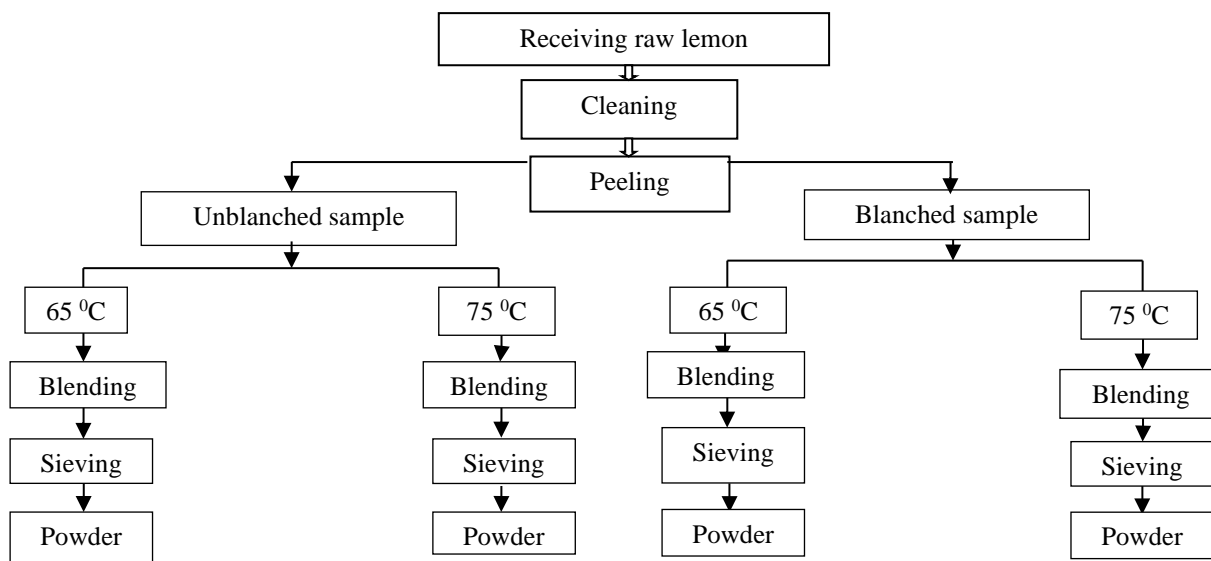 Receiving raw lemon
Cleaning
Peeling
Unblanched sample
Blanched sample
65 ⁰C
75 ⁰C
65 ⁰C
75 ⁰C
Blending
Blending
Blending
Blending
Sieving
Sieving
Sieving
Sieving
Powder
Powder
Powder
Powder